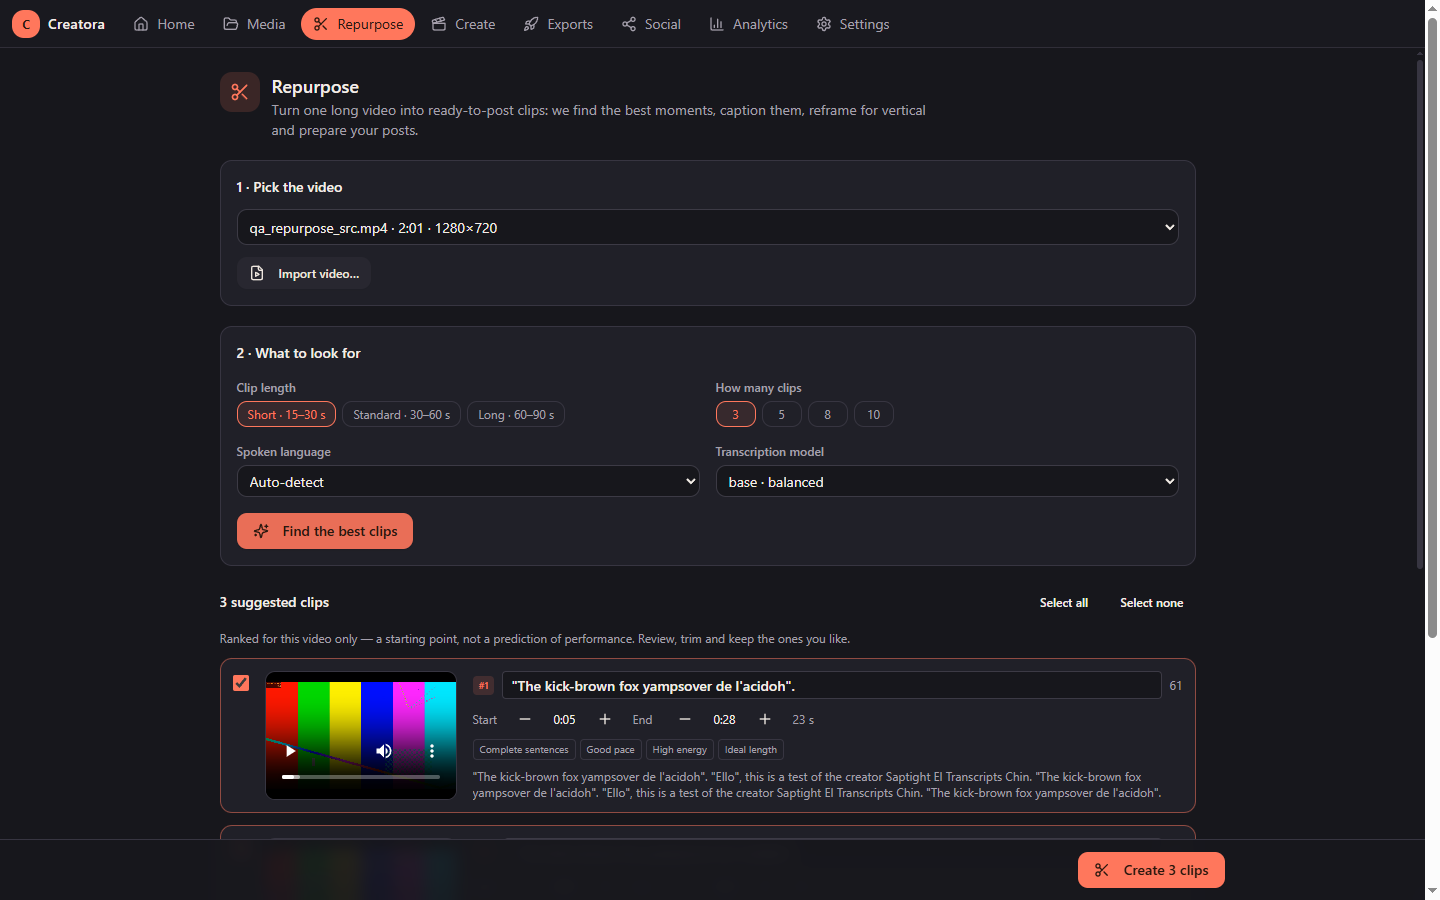 C Creatora Home Media Repurpose Create Exports Social Analytics Settings
Repurpose
Turn one long video into ready-to-post clips: we find the best moments, caption them, reframe for vertical
and prepare your posts.
1 · Pick the video
qa_repurpose_src.mp4 · 2:01 · 1280×720
Import video...
2 · What to look for
Clip length How many clips
Short · 15–30 s Standard · 30–60 s Long · 60–90 s 3 5 8 10
Spoken language Transcription model
Auto-detect base · balanced
Find the best clips
3 suggested clips Select all Select none
Ranked for this video only — a starting point, not a prediction of performance. Review, trim and keep the ones you like.
#1 "The kick-brown fox yampsover de l'acidoh". 61
Start − 0:05 + End − 0:28 + 23 s
Complete sentences Good pace High energy Ideal length
"The kick-brown fox yampsover de l'acidoh". "Ello", this is a test of the creator Saptight El Transcripts Chin. "The kick-brown fox
yampsover de l'acidoh". "Ello", this is a test of the creator Saptight El Transcripts Chin. "The kick-brown fox yampsover de l'acidoh".
Create 3 clips